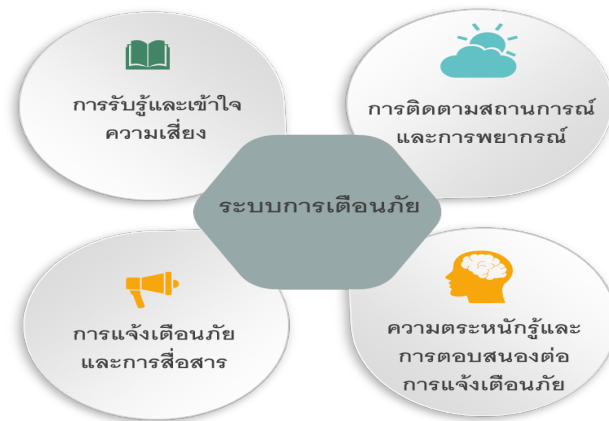 การรับรู้และเข้าใจ
ความเสี่ยง
การติดตามสถานการณ์
และการพยากรณ์
ระบบการเตือนภัย
การแจ้งเตือนภัย
และการสื่อสาร
ความตระหนักรู้และ
การตอบสนองต่อ
การแจ้งเตือนภัย